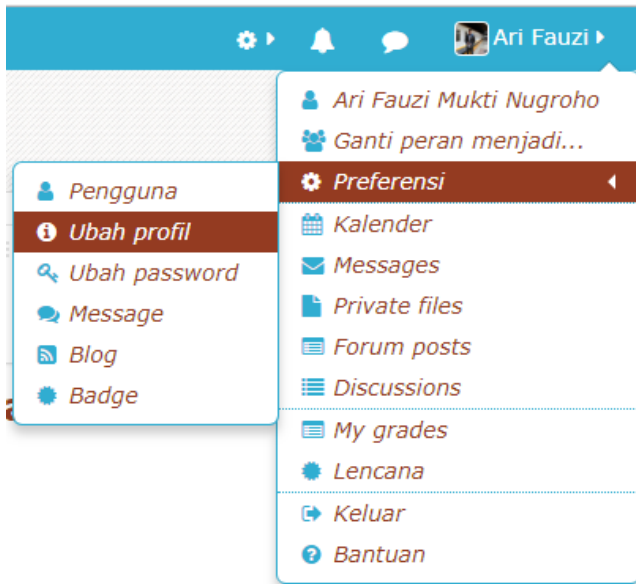 Ari Fauzi
Ari Fauzi Mukti Nugroho
Ganti peran menjadi...
Preferensi
Kalender
Messages
Private files
Forum posts
Discussions
My grades
Lencana
Keluar
Bantuan
Pengguna
Ubah profil
Ubah password
Message
Blog
Badge